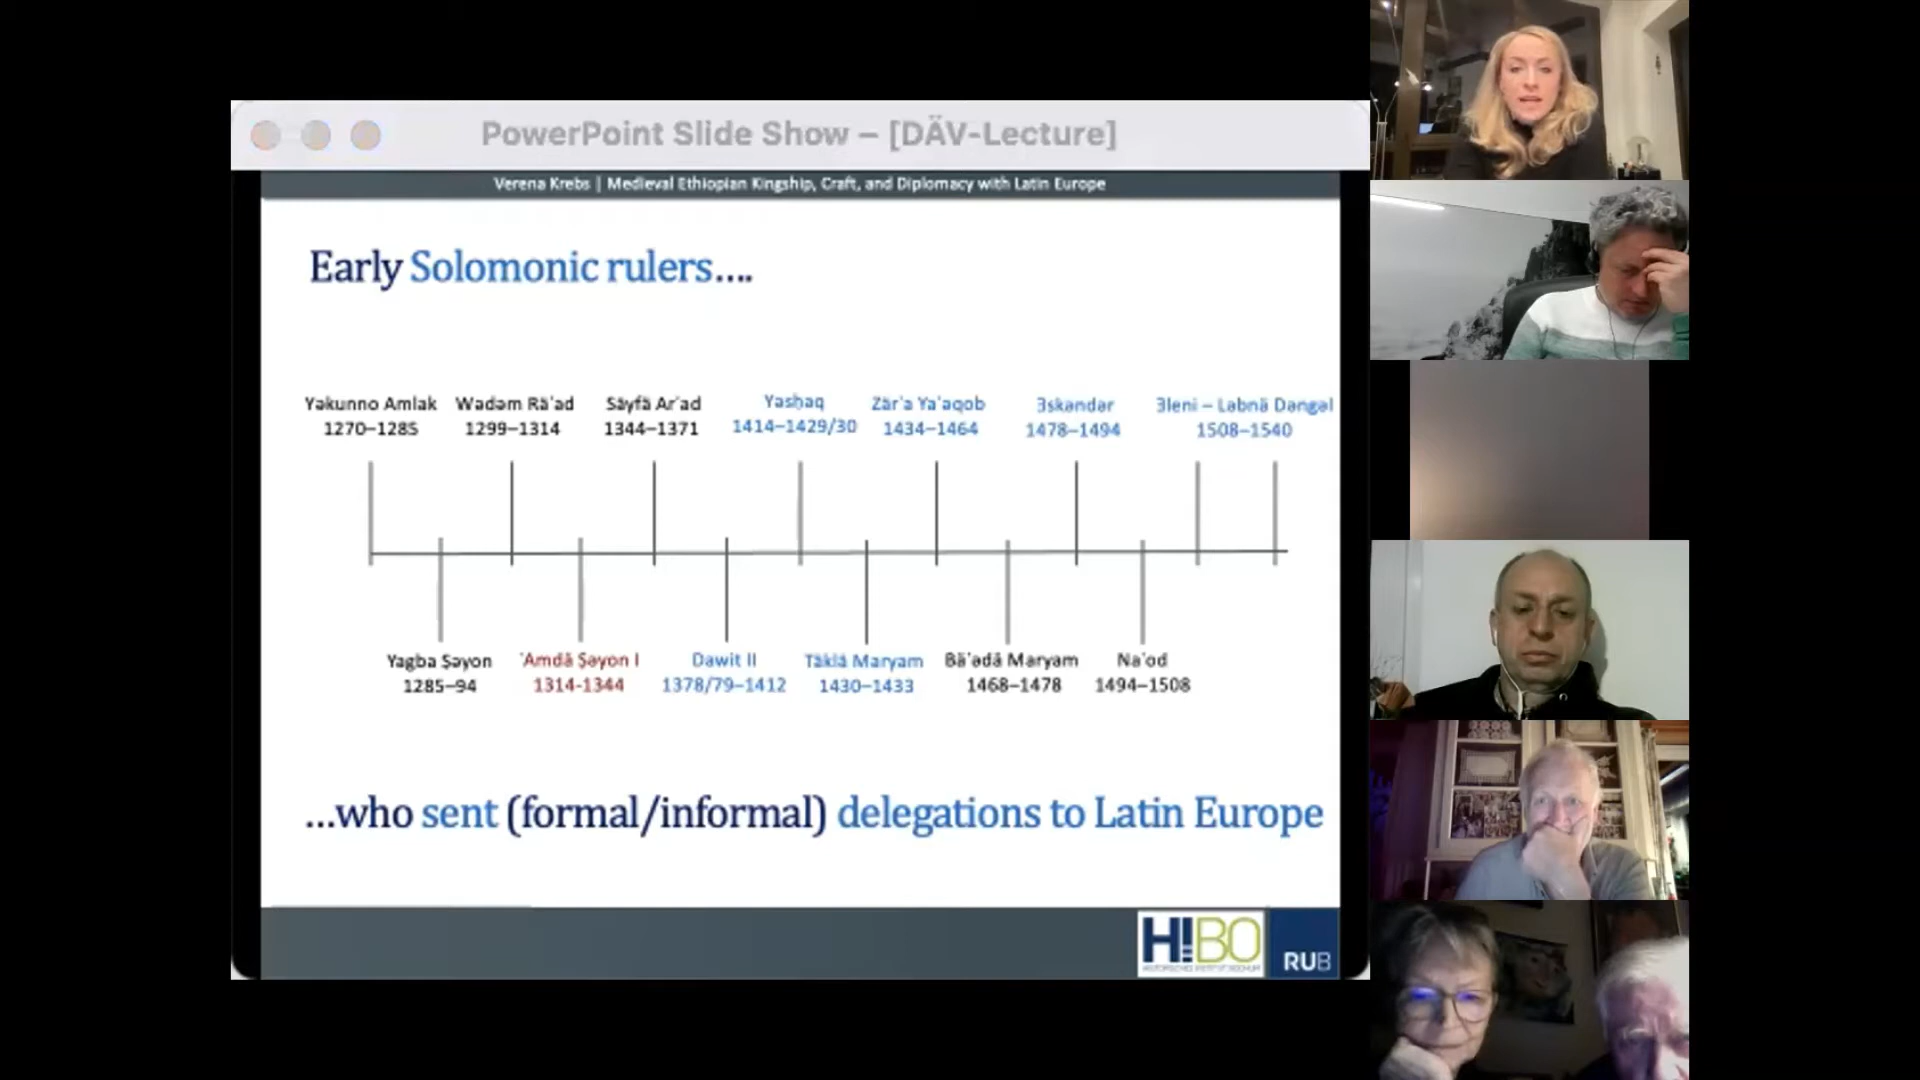 PowerPoint Slide Show – [DÄV-Lecture]
Verena Krebs | Medieval Ethiopian Kingship, Craft, and Diplomacy with Latin Europe
Early Solomonic rulers....
Yəkunno Amlak
1270–1285
Wədəm Rä'ad
1299–1314
Säyfä Ar'ad
1344–1371
Yəsḥaq
1414–1429/30
Zär'a Ya'əqob
1434–1464
Ǝskəndər
1478–1494
Ǝleni – Ləbnä Dəngəl
1508–1540
Yagba Ṣəyon
1285–94
ʿAmdä Ṣəyon I
1314-1344
Dawit II
1378/79–1412
Täklä Maryam
1430–1433
Bä'ədä Maryam
1468–1478
Na'od
1494–1508
...who sent (formal/informal) delegations to Latin Europe
H!BO
RUB